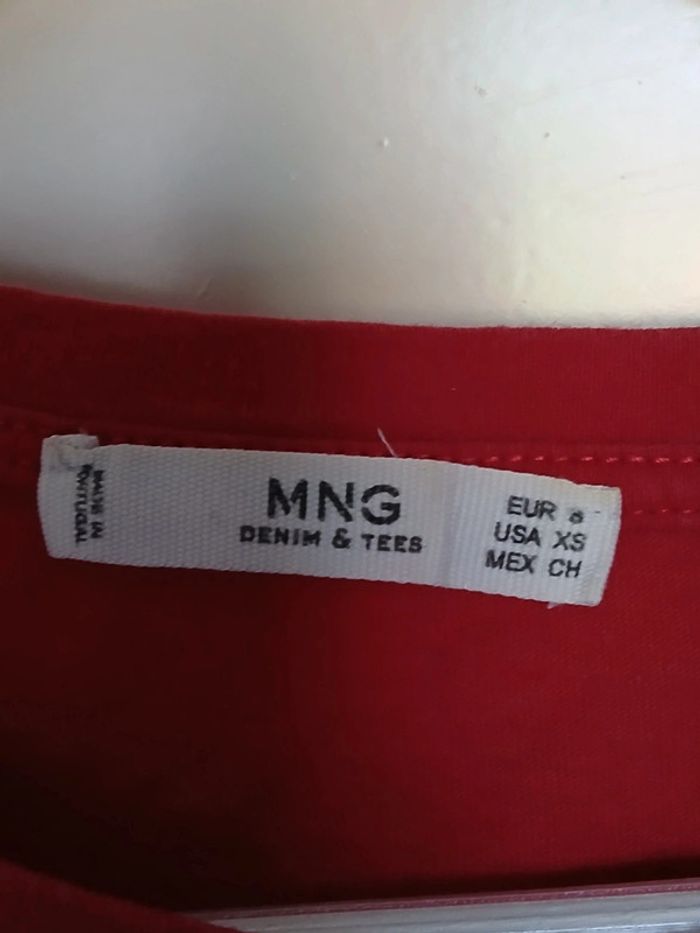 MADE IN
PORTUGAL
MNG
DENIM & TEES
EUR s
USA XS
MEX CH